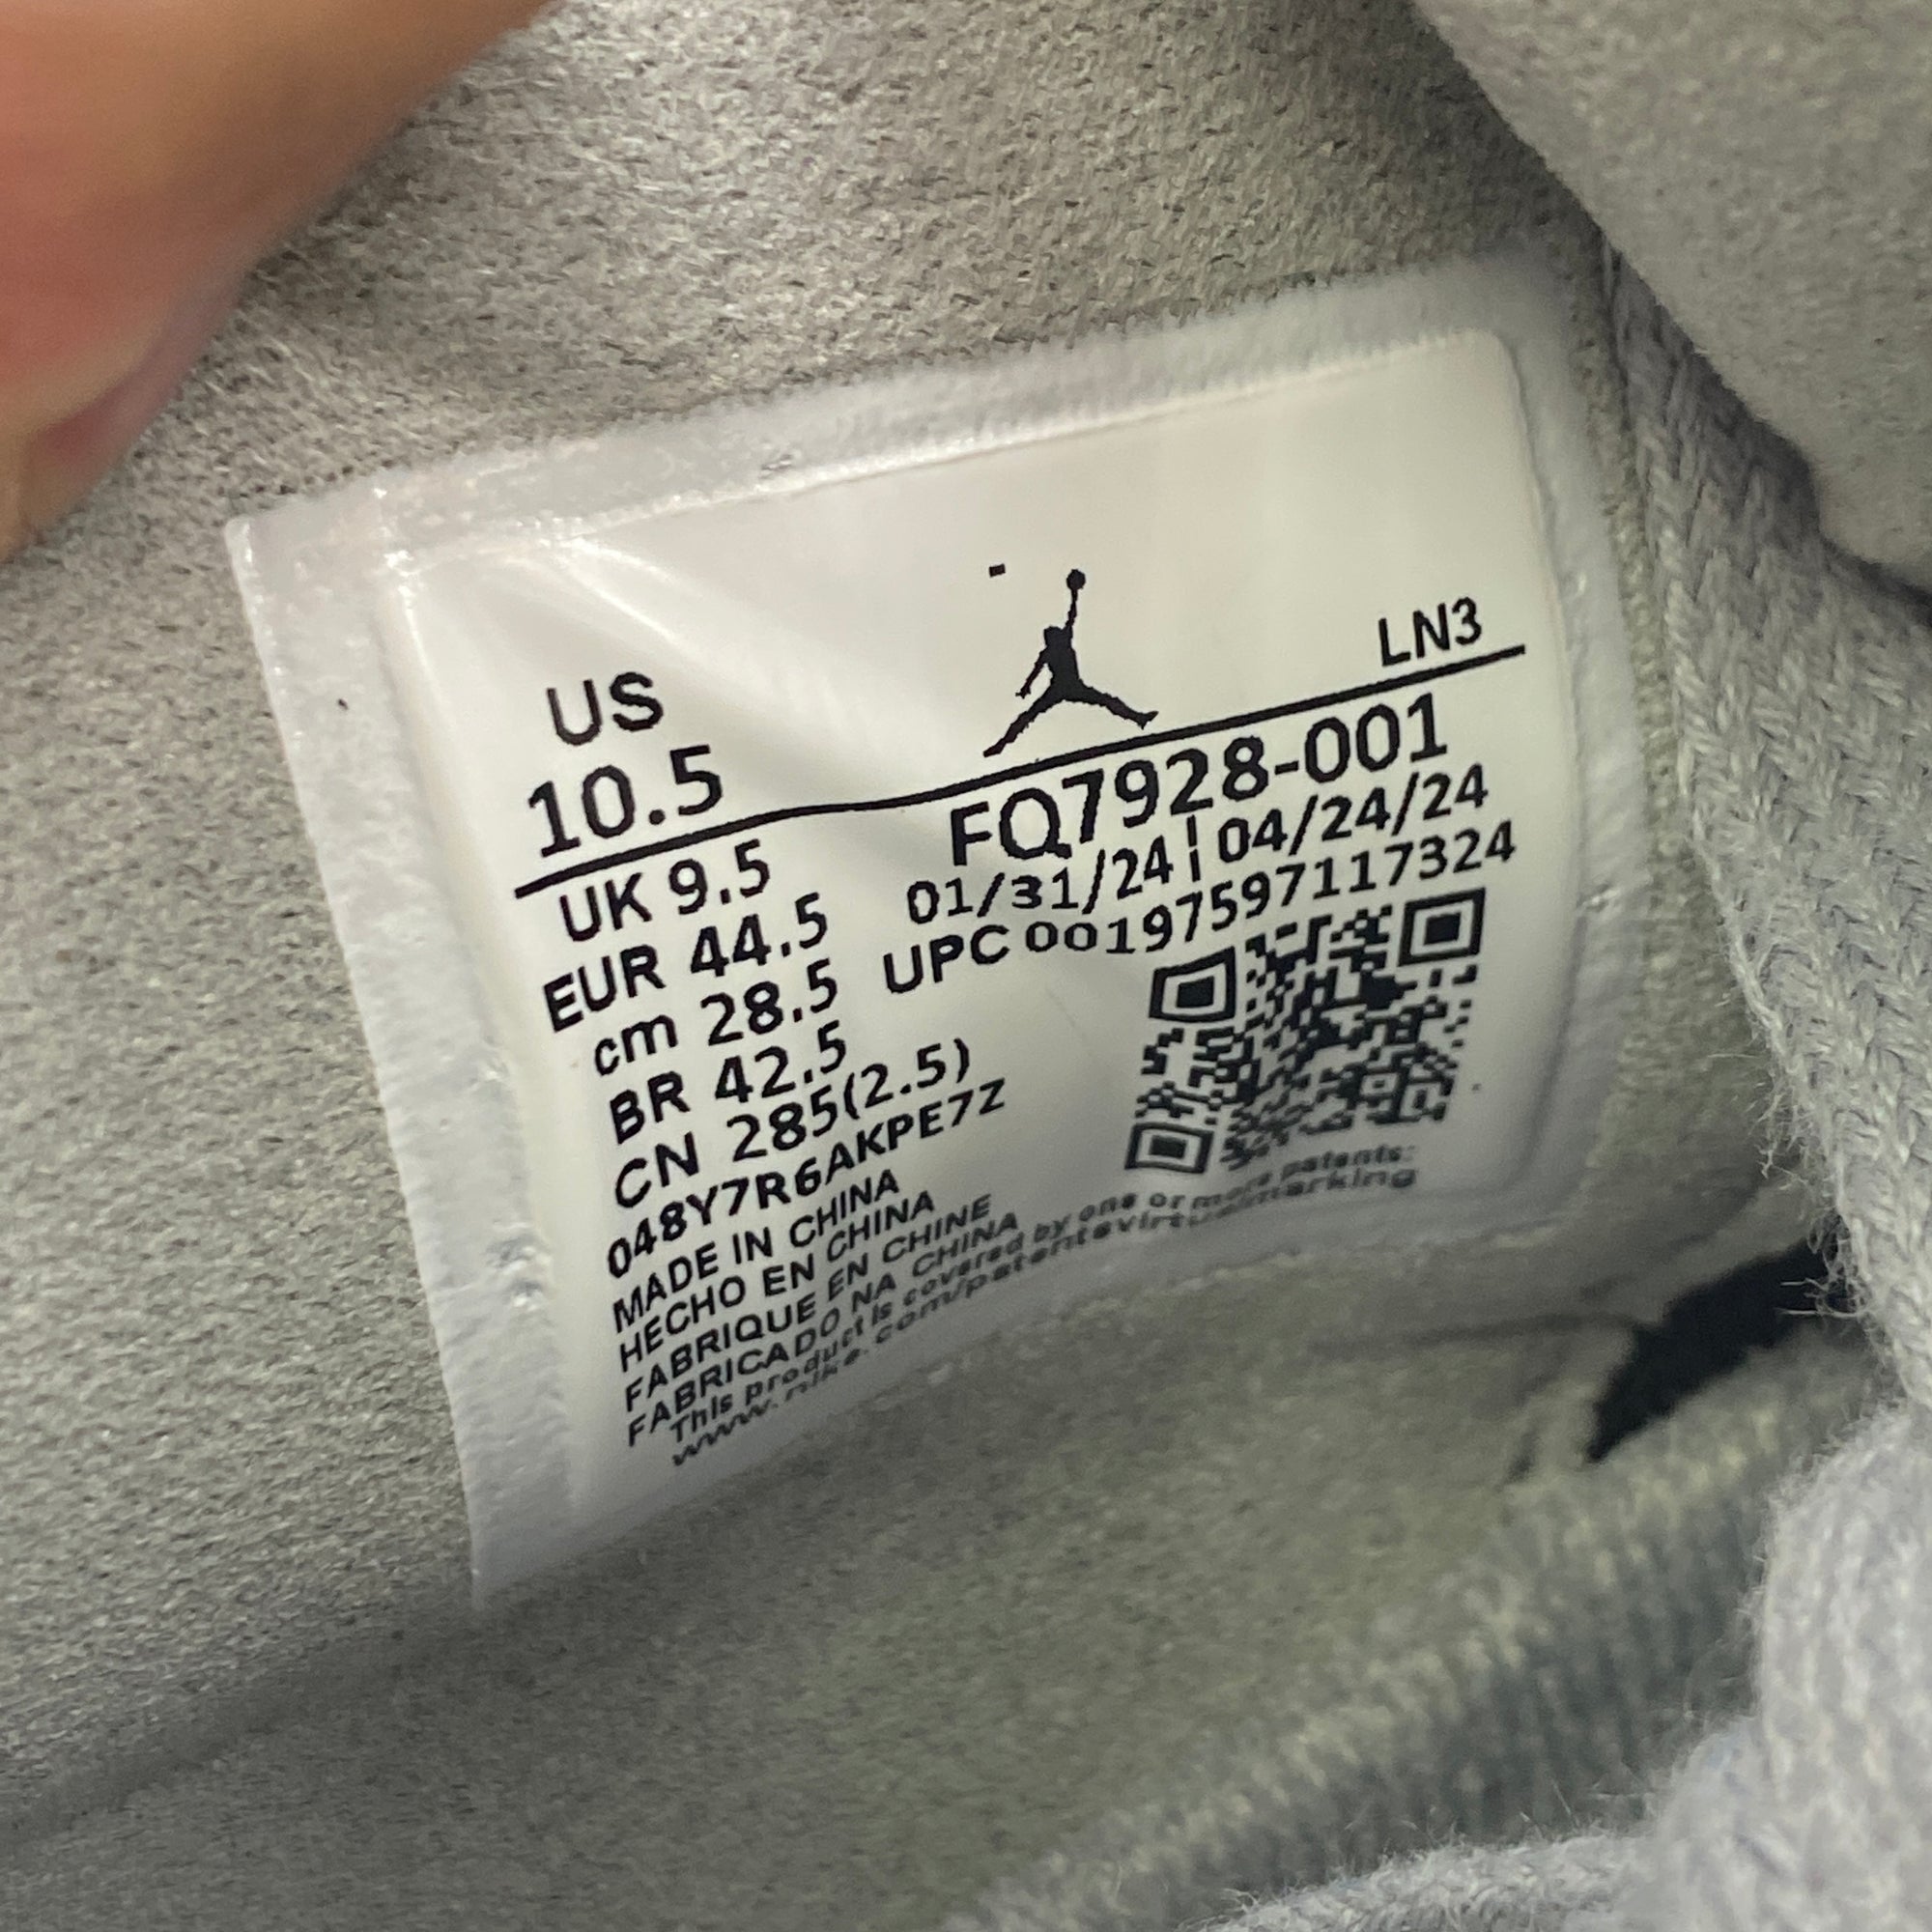 US
10.5
LN3
UK 9.5
EUR 44.5
cm 28.5
BR 42.5
CN 285(2.5)
048Y7R6AKPE7Z
FQ7928-001
01/31/24 | 04/24/24
UPC 00197597117324
MADE IN CHINA
HECHO EN CHINA
FABRIQUE EN CHINE
FABRICADO NA CHINA
This product is covered by one or more patents:
www.nike.com/patentsvirtualmarking